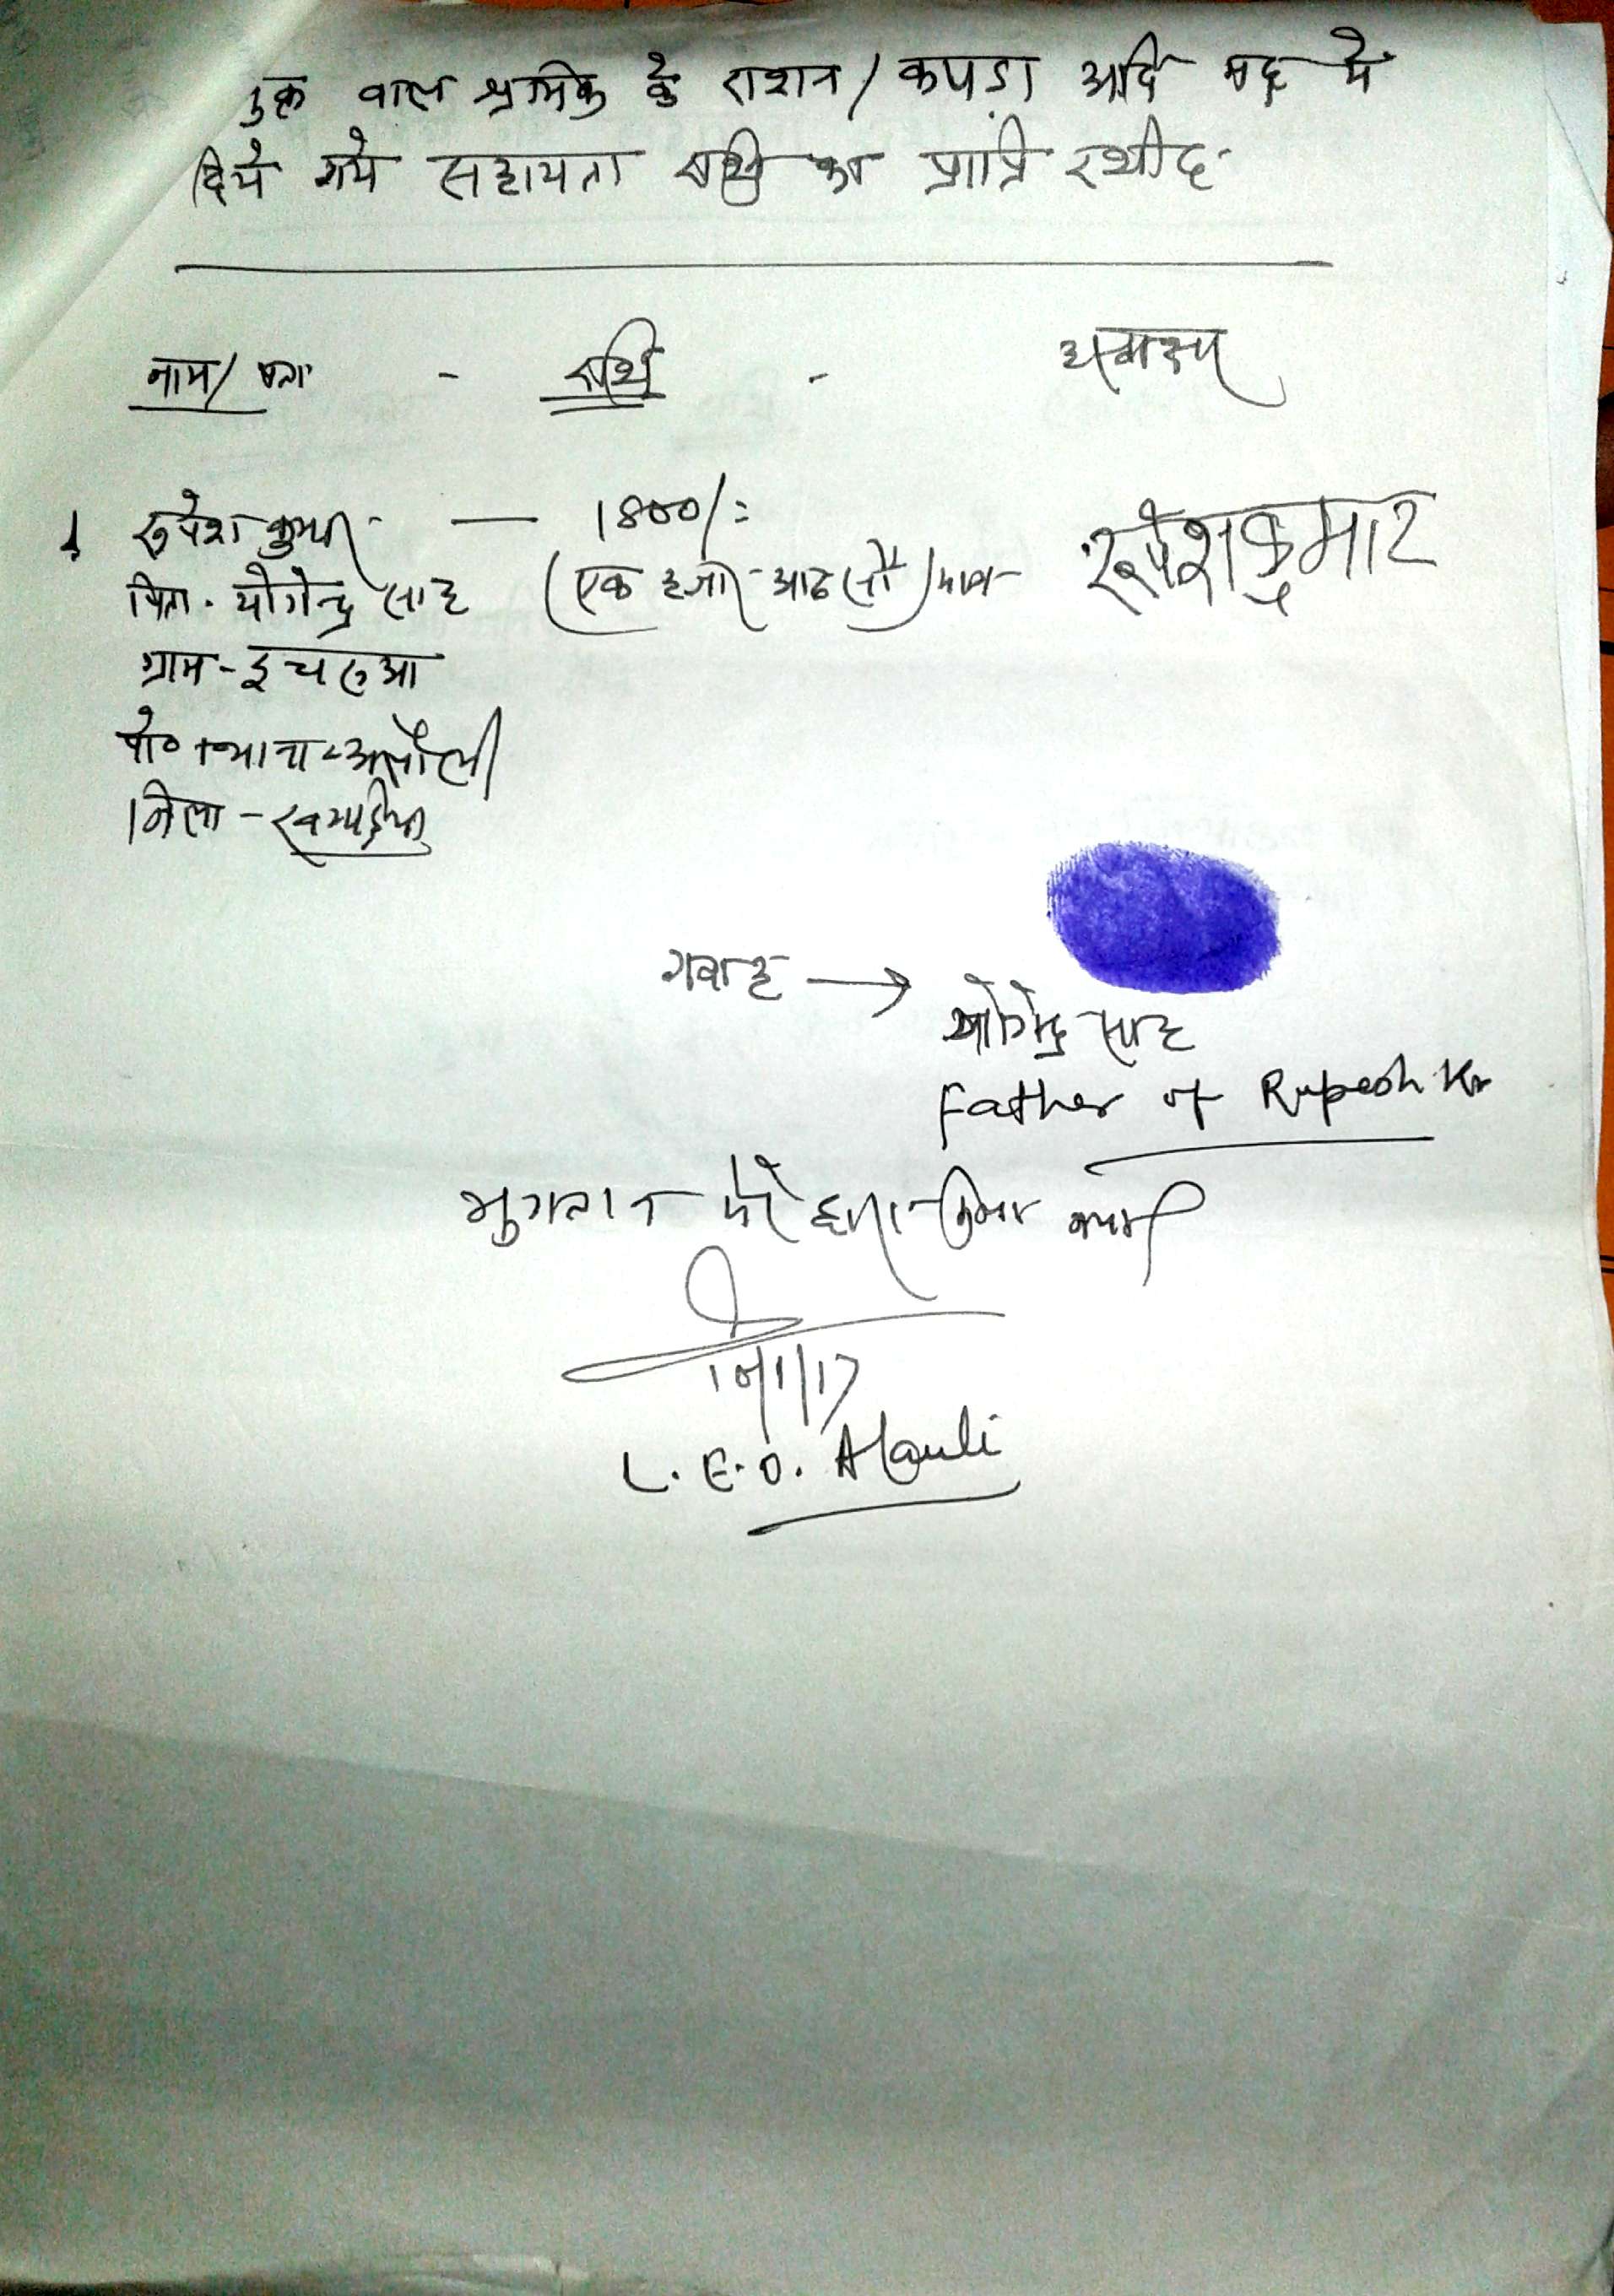 मुक्त बाल श्रमिक के राशन / कपड़ा आदि मद में
दिये गये सहायता राशि का प्राप्ति रसीद
नाम / पता - राशि - हस्ताक्षर
1. रूपेश कुमार — 1800/= रूपेश कुमार
पिता - योगेन्द्र साह (एक हजार आठ सौ) मात्र
ग्राम - इचरुआ
पो० + थाना - अलौली
जिला - खगड़िया
गवाह →
योगेन्द्र साह
Father of Rupesh Kr
भुगतान मेरे द्वारा किया गया
10/1/17
L.E.O. Alauli